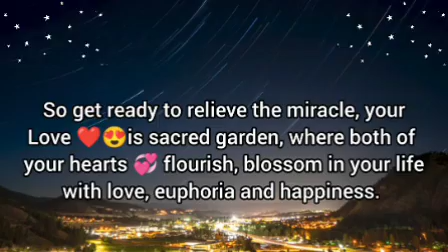 So get ready to relieve the miracle, your
Love ❤️😍is sacred garden, where both of
your hearts 💞 flourish, blossom in your life
with love, euphoria and happiness.